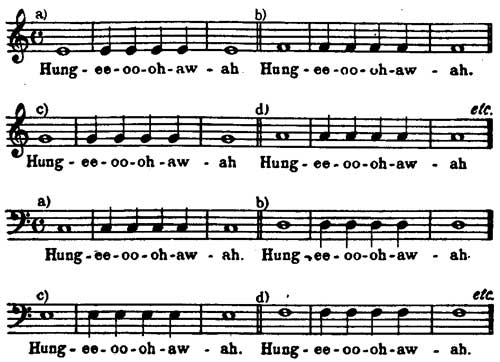 a) b)
Hung- ee-oo-oh-aw - ah Hung- ee-oo-oh-aw - ah.
c) d) etc.
Hung- ee-oo-oh-aw - ah Hung-ee-oo-oh-aw - ah
a) b)
Hung-ee-oo-oh-aw - ah. Hung-ee-oo-oh-aw - ah.
c) d) etc.
Hung- ee-oo-oh-aw - ah. Hung-ee-oo-oh-aw - ah.